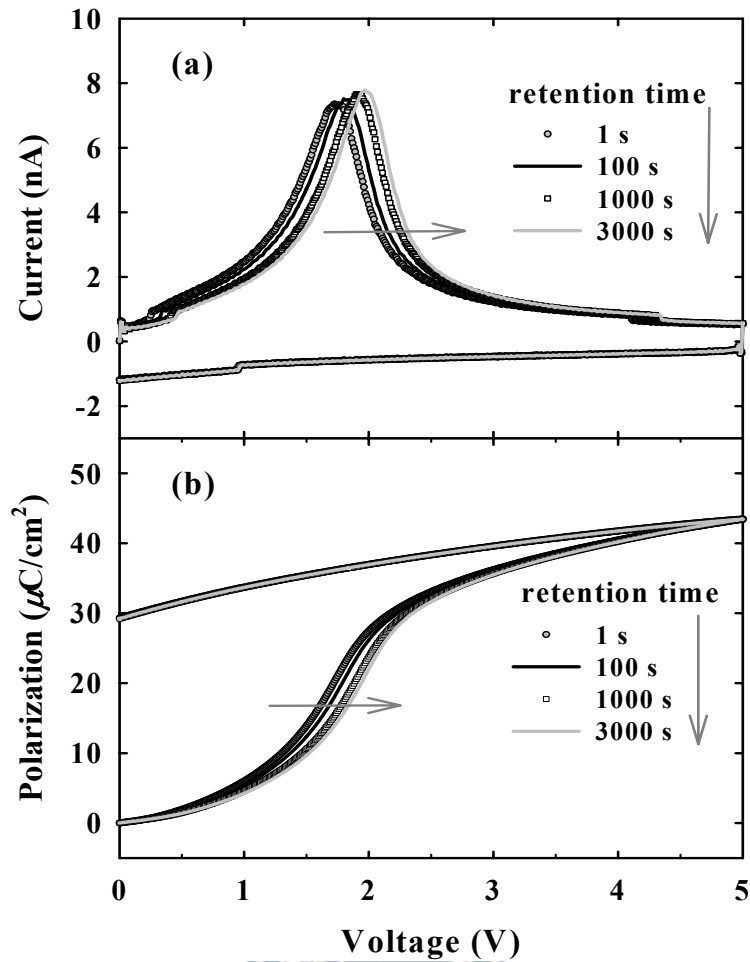 10
8
6
4
2
0
-2
Current (nA)
(a)
retention time
1 s
100 s
1000 s
3000 s
50
40
30
20
10
0
Polarization (μC/cm²)
(b)
retention time
1 s
100 s
1000 s
3000 s
0 1 2 3 4 5
Voltage (V)